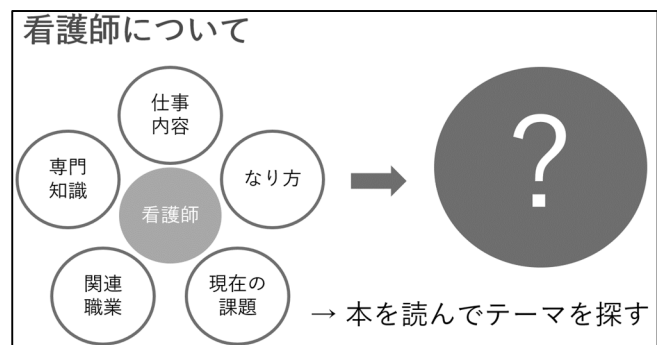 看護師について
仕事
内容
専門
知識
なり方
看護師
関連
職業
現在の
課題
?
→ 本を読んでテーマを探す